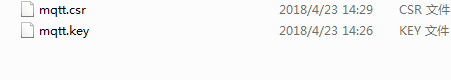 mqtt.csr 2018/4/23 14:29 CSR 文件
mqtt.key 2018/4/23 14:26 KEY 文件